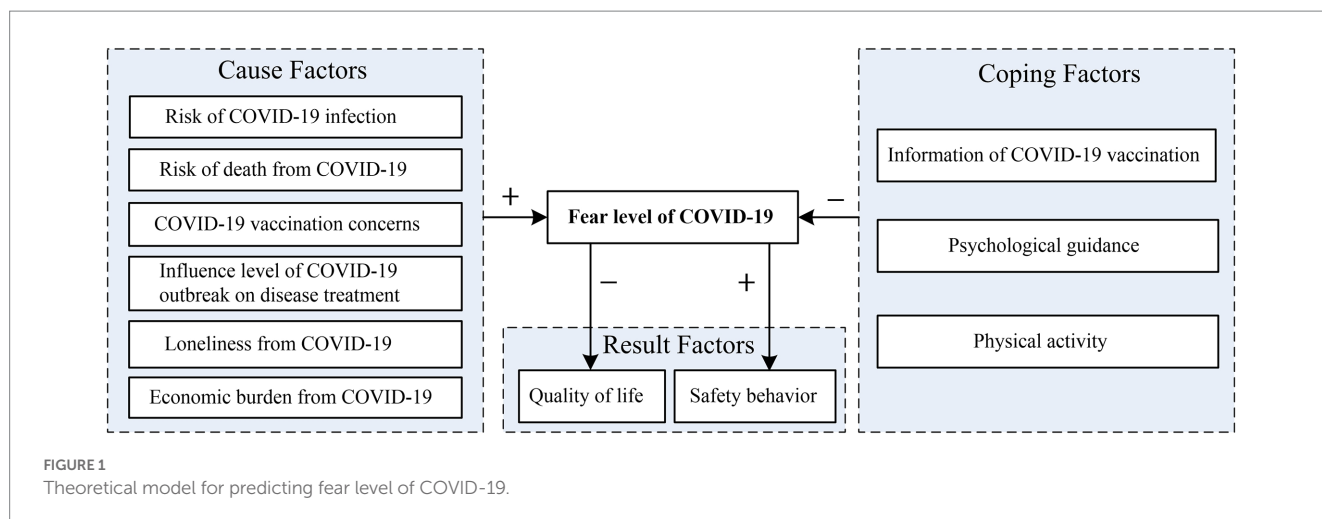 Cause Factors
Risk of COVID-19 infection
Risk of death from COVID-19
COVID-19 vaccination concerns
Influence level of COVID-19
outbreak on disease treatment
Loneliness from COVID-19
Economic burden from COVID-19
+
Fear level of COVID-19
−
−
+
Result Factors
Quality of life
Safety behavior
Coping Factors
Information of COVID-19 vaccination
Psychological guidance
Physical activity
FIGURE 1
Theoretical model for predicting fear level of COVID-19.